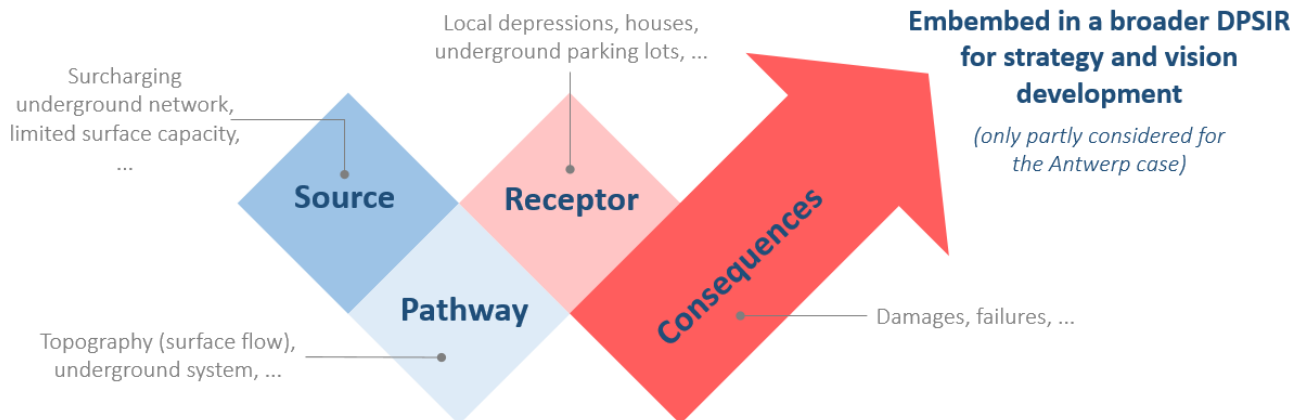 Local depressions, houses,
underground parking lots, ...
Embembed in a broader DPSIR
for strategy and vision
development
(only partly considered for
the Antwerp case)
Surcharging
underground network,
limited surface capacity,
...
Source
Receptor
Pathway
Consequences
Topography (surface flow),
underground system, ...
Damages, failures, ...